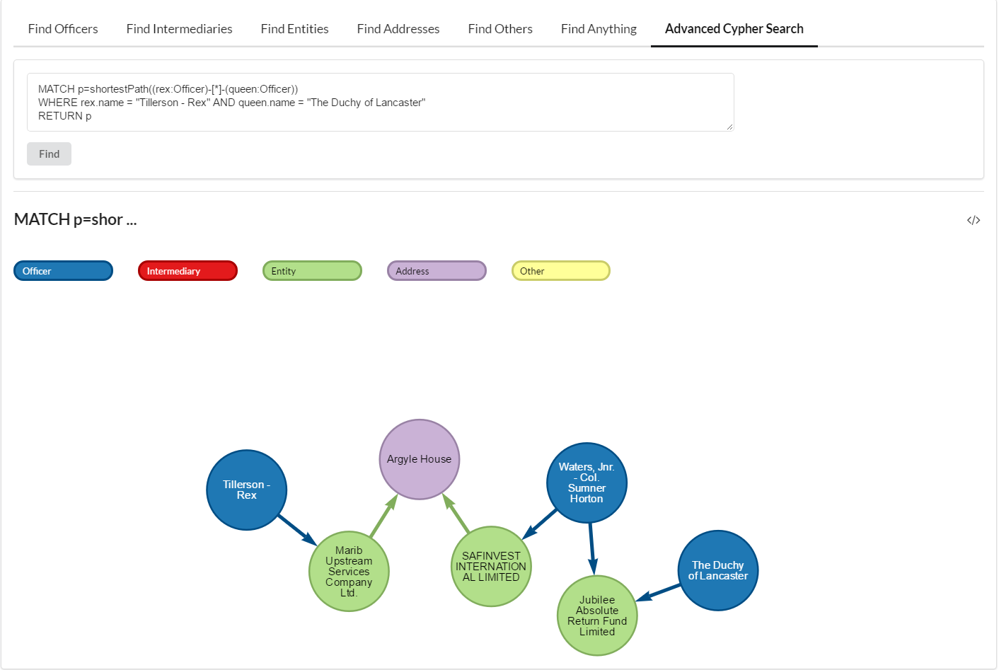 Find Officers Find Intermediaries Find Entities Find Addresses Find Others Find Anything Advanced Cypher Search
MATCH p=shortestPath((rex:Officer)-[*]-(queen:Officer))
WHERE rex.name = "Tillerson - Rex" AND queen.name = "The Duchy of Lancaster"
RETURN p
Find
MATCH p=shor ...
</>
Officer Intermediary Entity Address Other
Tillerson -
Rex
Argyle House
Waters, Jnr.
- Col.
Sumner
Horton
Marib
Upstream
Services
Company
Ltd.
SAFINVEST
INTERNATION
AL LIMITED
The Duchy
of Lancaster
Jubilee
Absolute
Return Fund
Limited